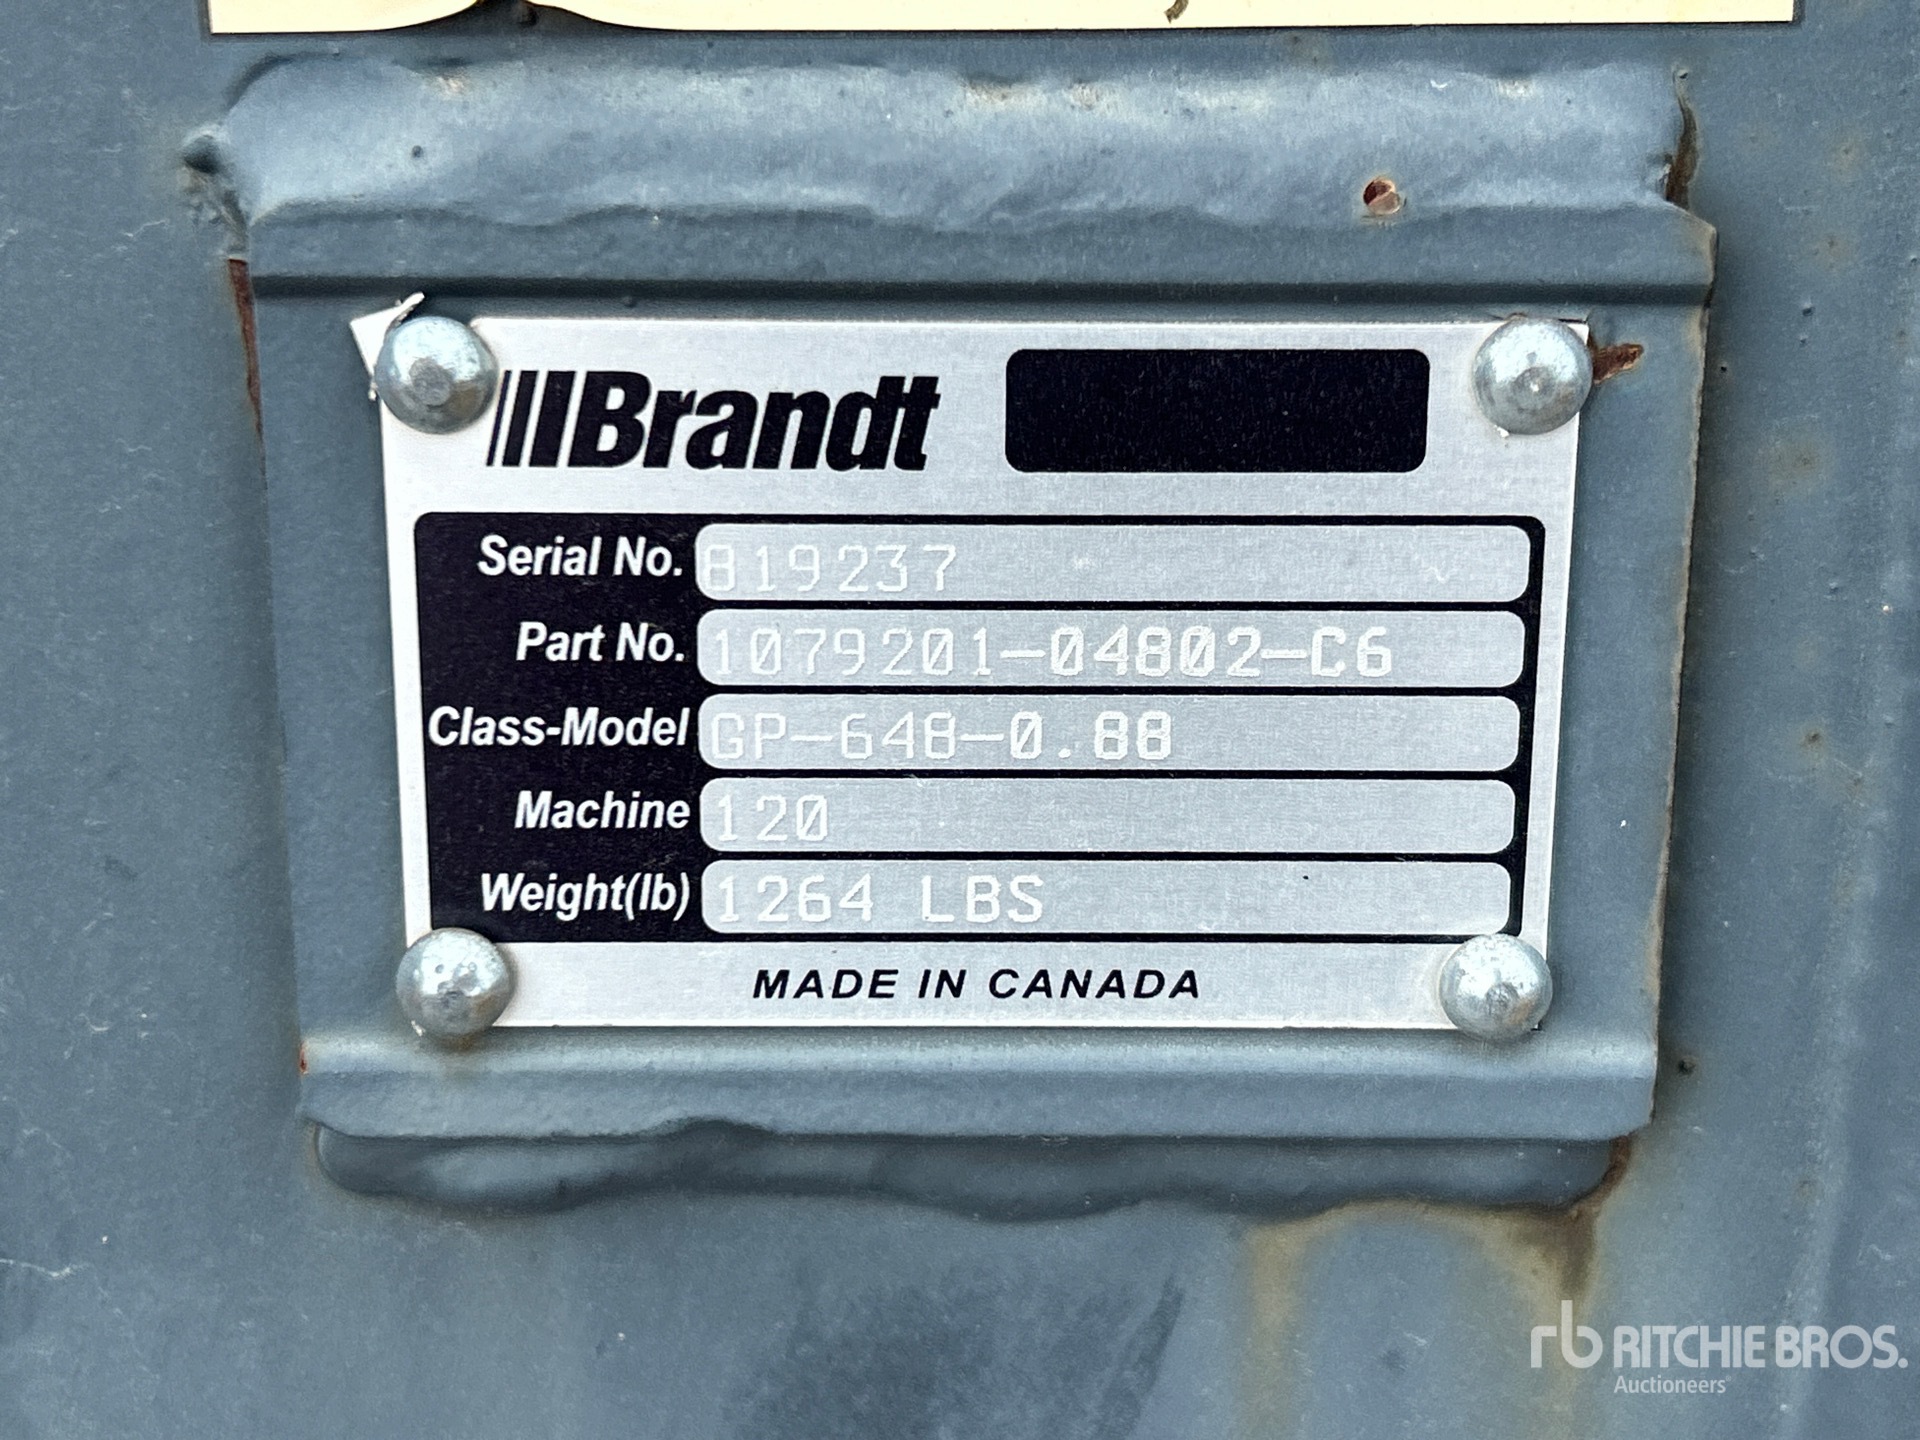 Brandt
Serial No. 819237
Part No. 1079201-04802-C6
Class-Model GP-648-0.88
Machine 120
Weight(lb) 1264 LBS
MADE IN CANADA
rb RITCHIE BROS.
Auctioneers